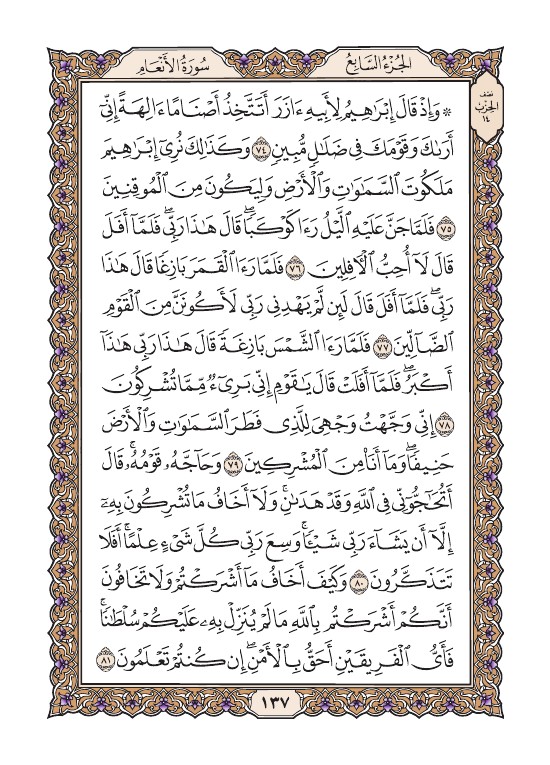 الجُزْءُ السَّابِعُ
سُورَةُ الأَنْعَامِ
نصف
الحزب
١٤
۞ وَإِذْ قَالَ إِبْرَٰهِيمُ لِأَبِيهِ ءَازَرَ أَتَتَّخِذُ أَصْنَامًا ءَالِهَةً إِنِّيٓ
أَرَىٰكَ وَقَوْمَكَ فِي ضَلَٰلٍ مُّبِينٍ ٧٤ وَكَذَٰلِكَ نُرِيٓ إِبْرَٰهِيمَ
مَلَكُوتَ ٱلسَّمَٰوَٰتِ وَٱلْأَرْضِ وَلِيَكُونَ مِنَ ٱلْمُوقِنِينَ
٧٥ فَلَمَّا جَنَّ عَلَيْهِ ٱلَّيْلُ رَءَا كَوْكَبًا ۖ قَالَ هَٰذَا رَبِّي ۖ فَلَمَّآ أَفَلَ
قَالَ لَآ أُحِبُّ ٱلْءَافِلِينَ ٧٦ فَلَمَّا رَءَا ٱلْقَمَرَ بَازِغًا قَالَ هَٰذَا
رَبِّي ۖ فَلَمَّآ أَفَلَ قَالَ لَئِن لَّمْ يَهْدِنِي رَبِّي لَأَكُونَنَّ مِنَ ٱلْقَوْمِ
ٱلضَّآلِّينَ ٧٧ فَلَمَّا رَءَا ٱلشَّمْسَ بَازِغَةً قَالَ هَٰذَا رَبِّي هَٰذَآ
أَكْبَرُ ۖ فَلَمَّآ أَفَلَتْ قَالَ يَٰقَوْمِ إِنِّي بَرِيٓءٌ مِّمَّا تُشْرِكُونَ
٧٨ إِنِّي وَجَّهْتُ وَجْهِيَ لِلَّذِي فَطَرَ ٱلسَّمَٰوَٰتِ وَٱلْأَرْضَ
حَنِيفًا ۖ وَمَآ أَنَا۠ مِنَ ٱلْمُشْرِكِينَ ٧٩ وَحَآجَّهُۥ قَوْمُهُۥ ۚ قَالَ
أَتُحَٰٓجُّوٓنِّي فِي ٱللَّهِ وَقَدْ هَدَىٰنِ ۚ وَلَآ أَخَافُ مَا تُشْرِكُونَ بِهِۦٓ
إِلَّآ أَن يَشَآءَ رَبِّي شَيْـًٔا ۗ وَسِعَ رَبِّي كُلَّ شَيْءٍ عِلْمًا ۗ أَفَلَا
تَتَذَكَّرُونَ ٨٠ وَكَيْفَ أَخَافُ مَآ أَشْرَكْتُمْ وَلَا تَخَافُونَ
أَنَّكُمْ أَشْرَكْتُم بِٱللَّهِ مَا لَمْ يُنَزِّلْ بِهِۦ عَلَيْكُمْ سُلْطَٰنًا ۚ
فَأَيُّ ٱلْفَرِيقَيْنِ أَحَقُّ بِٱلْأَمْنِ ۖ إِن كُنتُمْ تَعْلَمُونَ ٨١
١٣٧